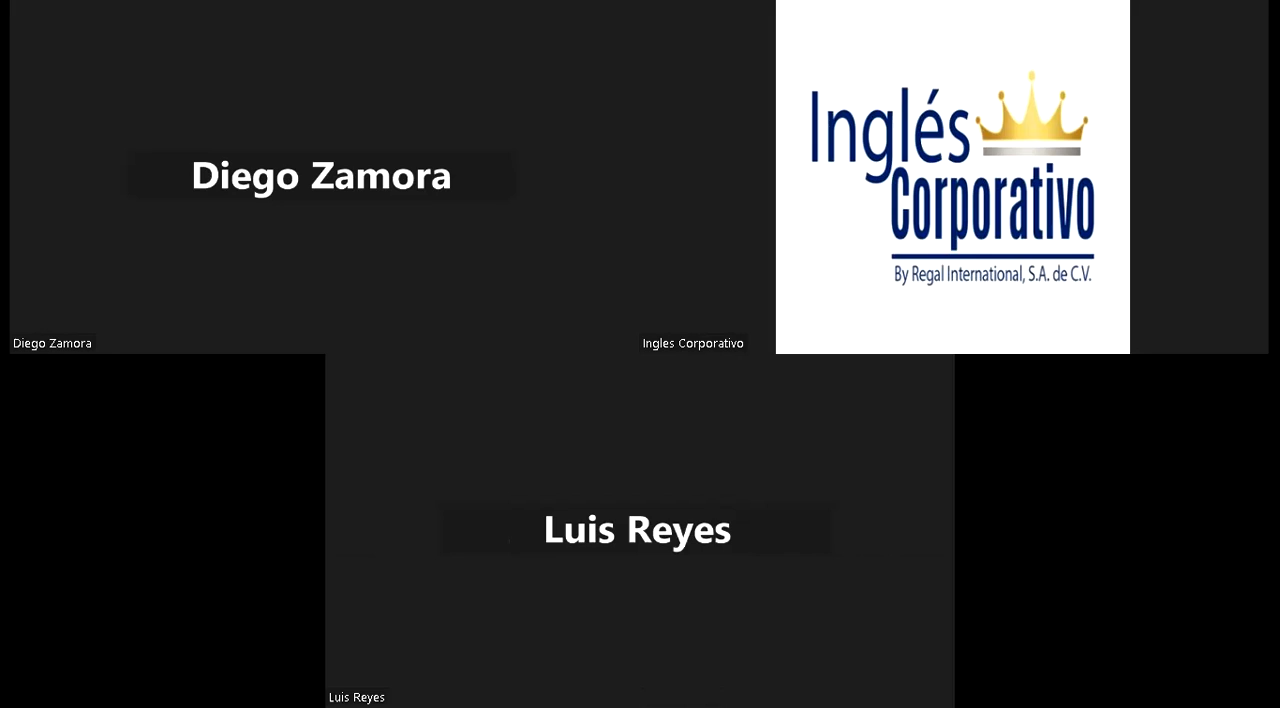 Diego Zamora
Diego Zamora
Inglés
Corporativo
By Regal International, S.A. de C.V.
Ingles Corporativo
Luis Reyes
Luis Reyes